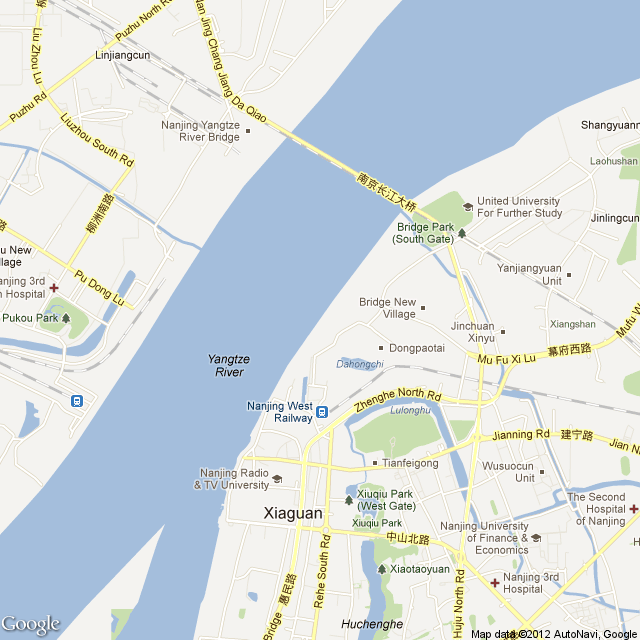 Puzhu North Rd
Linjiangcun
Liu Zhou Lu
Nan Jing Chang Jiang Da Qiao
Puzhu Rd
Liuzhou South Rd
Nanjing Yangtze
River Bridge
Shangyuanm
Laohushan
南京长江大桥
United University
For Further Study
Jinlingcun
柳洲南路
路
Bridge Park
(South Gate)
u New
Village
Pu Dong Lu
Nanjing 3rd
n Hospital
Yanjiangyuan
Unit
Pukou Park
Bridge New
Village
Xiangshan
Mufu W
Jinchuan
Xinyu
Dongpaotai
Mu Fu Xi Lu
幕府西路
Yangtze
River
Dahongchi
Zhenghe North Rd
Lulonghu
Nanjing West
Railway
Jianning Rd
建宁路
Jian Ni
Tianfeigong
Wusuocun
Unit
Nanjing Radio
& TV University
Xiuqiu Park
(West Gate)
The Second
Hospital
of Nanjing
Xiaguan
Xiuqiu Park
中山北路
Nanjing University
of Finance &
Economics
Xiaotaoyuan
Nanjing 3rd
Hospital
惠民路
Rehe South Rd
Huju North Rd
Bridge
Huchenghe
Google
Map data ©2012 AutoNavi, Google